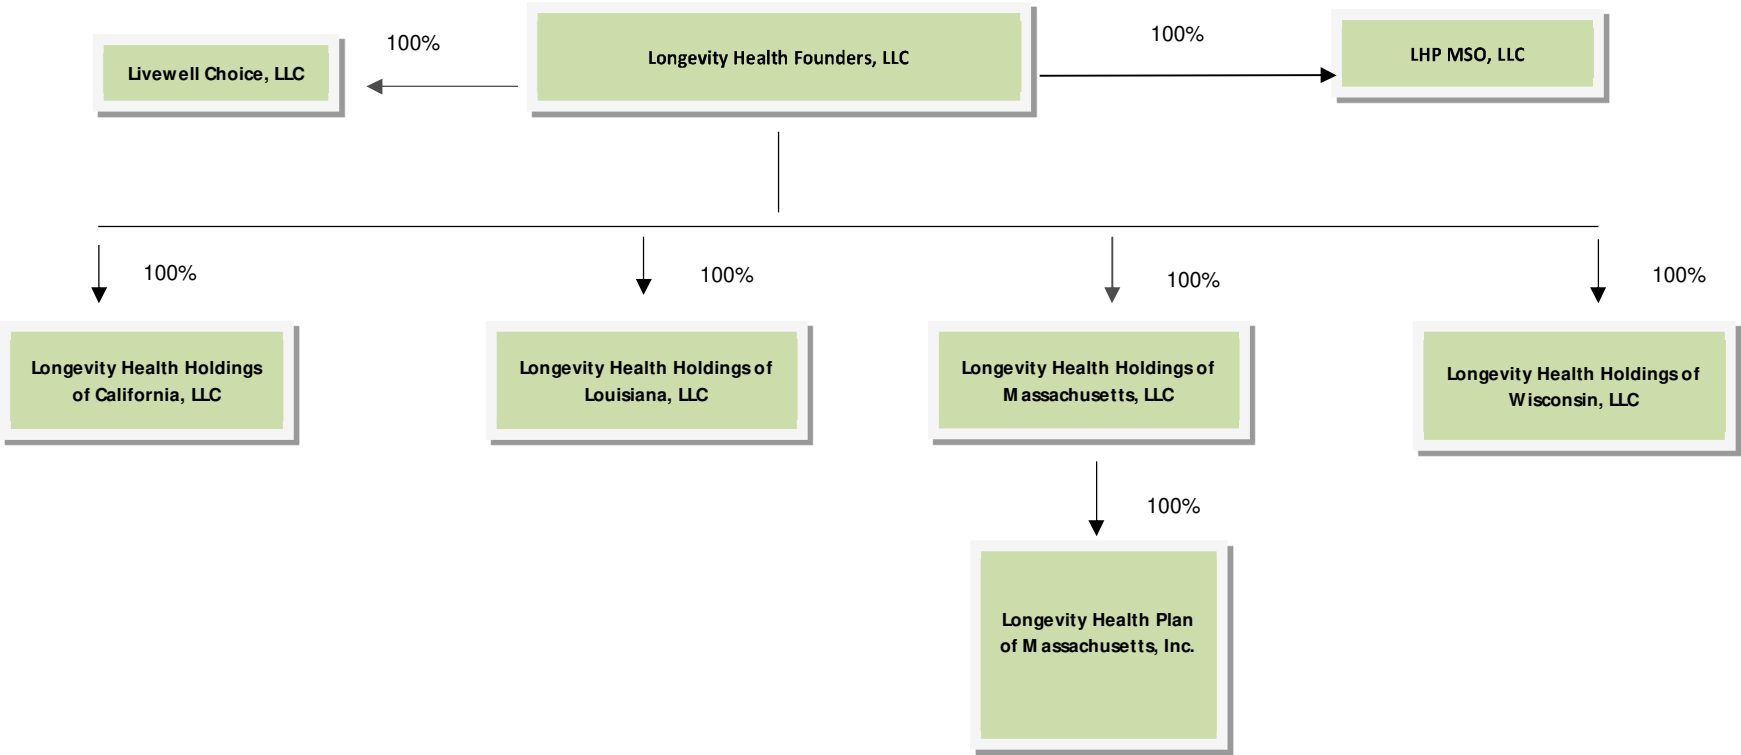 100%
Longevity Health Founders, LLC
100%
Livewell Choice, LLC
LHP MSO, LLC
100%
100%
100%
100%
Longevity Health Holdings
of California, LLC
Longevity Health Holdings of
Louisiana, LLC
Longevity Health Holdings of
Massachusetts, LLC
Longevity Health Holdings of
Wisconsin, LLC
100%
Longevity Health Plan
of Massachusetts, Inc.